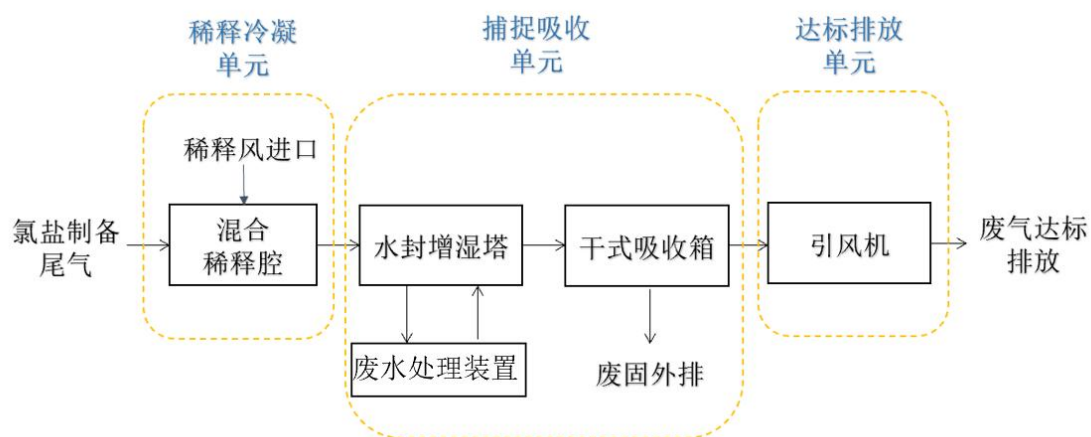 稀释冷凝
单元
捕捉吸收
单元
达标排放
单元
稀释风进口
氯盐制备
尾气
混合
稀释腔
水封增湿塔
干式吸收箱
引风机
废气达标
排放
废水处理装置
废固外排